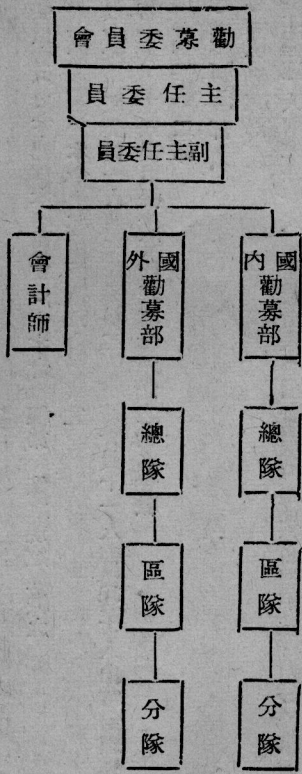 勸募委員會
主任委員
副主任委員
國內勸募部
總隊
區隊
分隊
國外勸募部
總隊
區隊
分隊
會計師